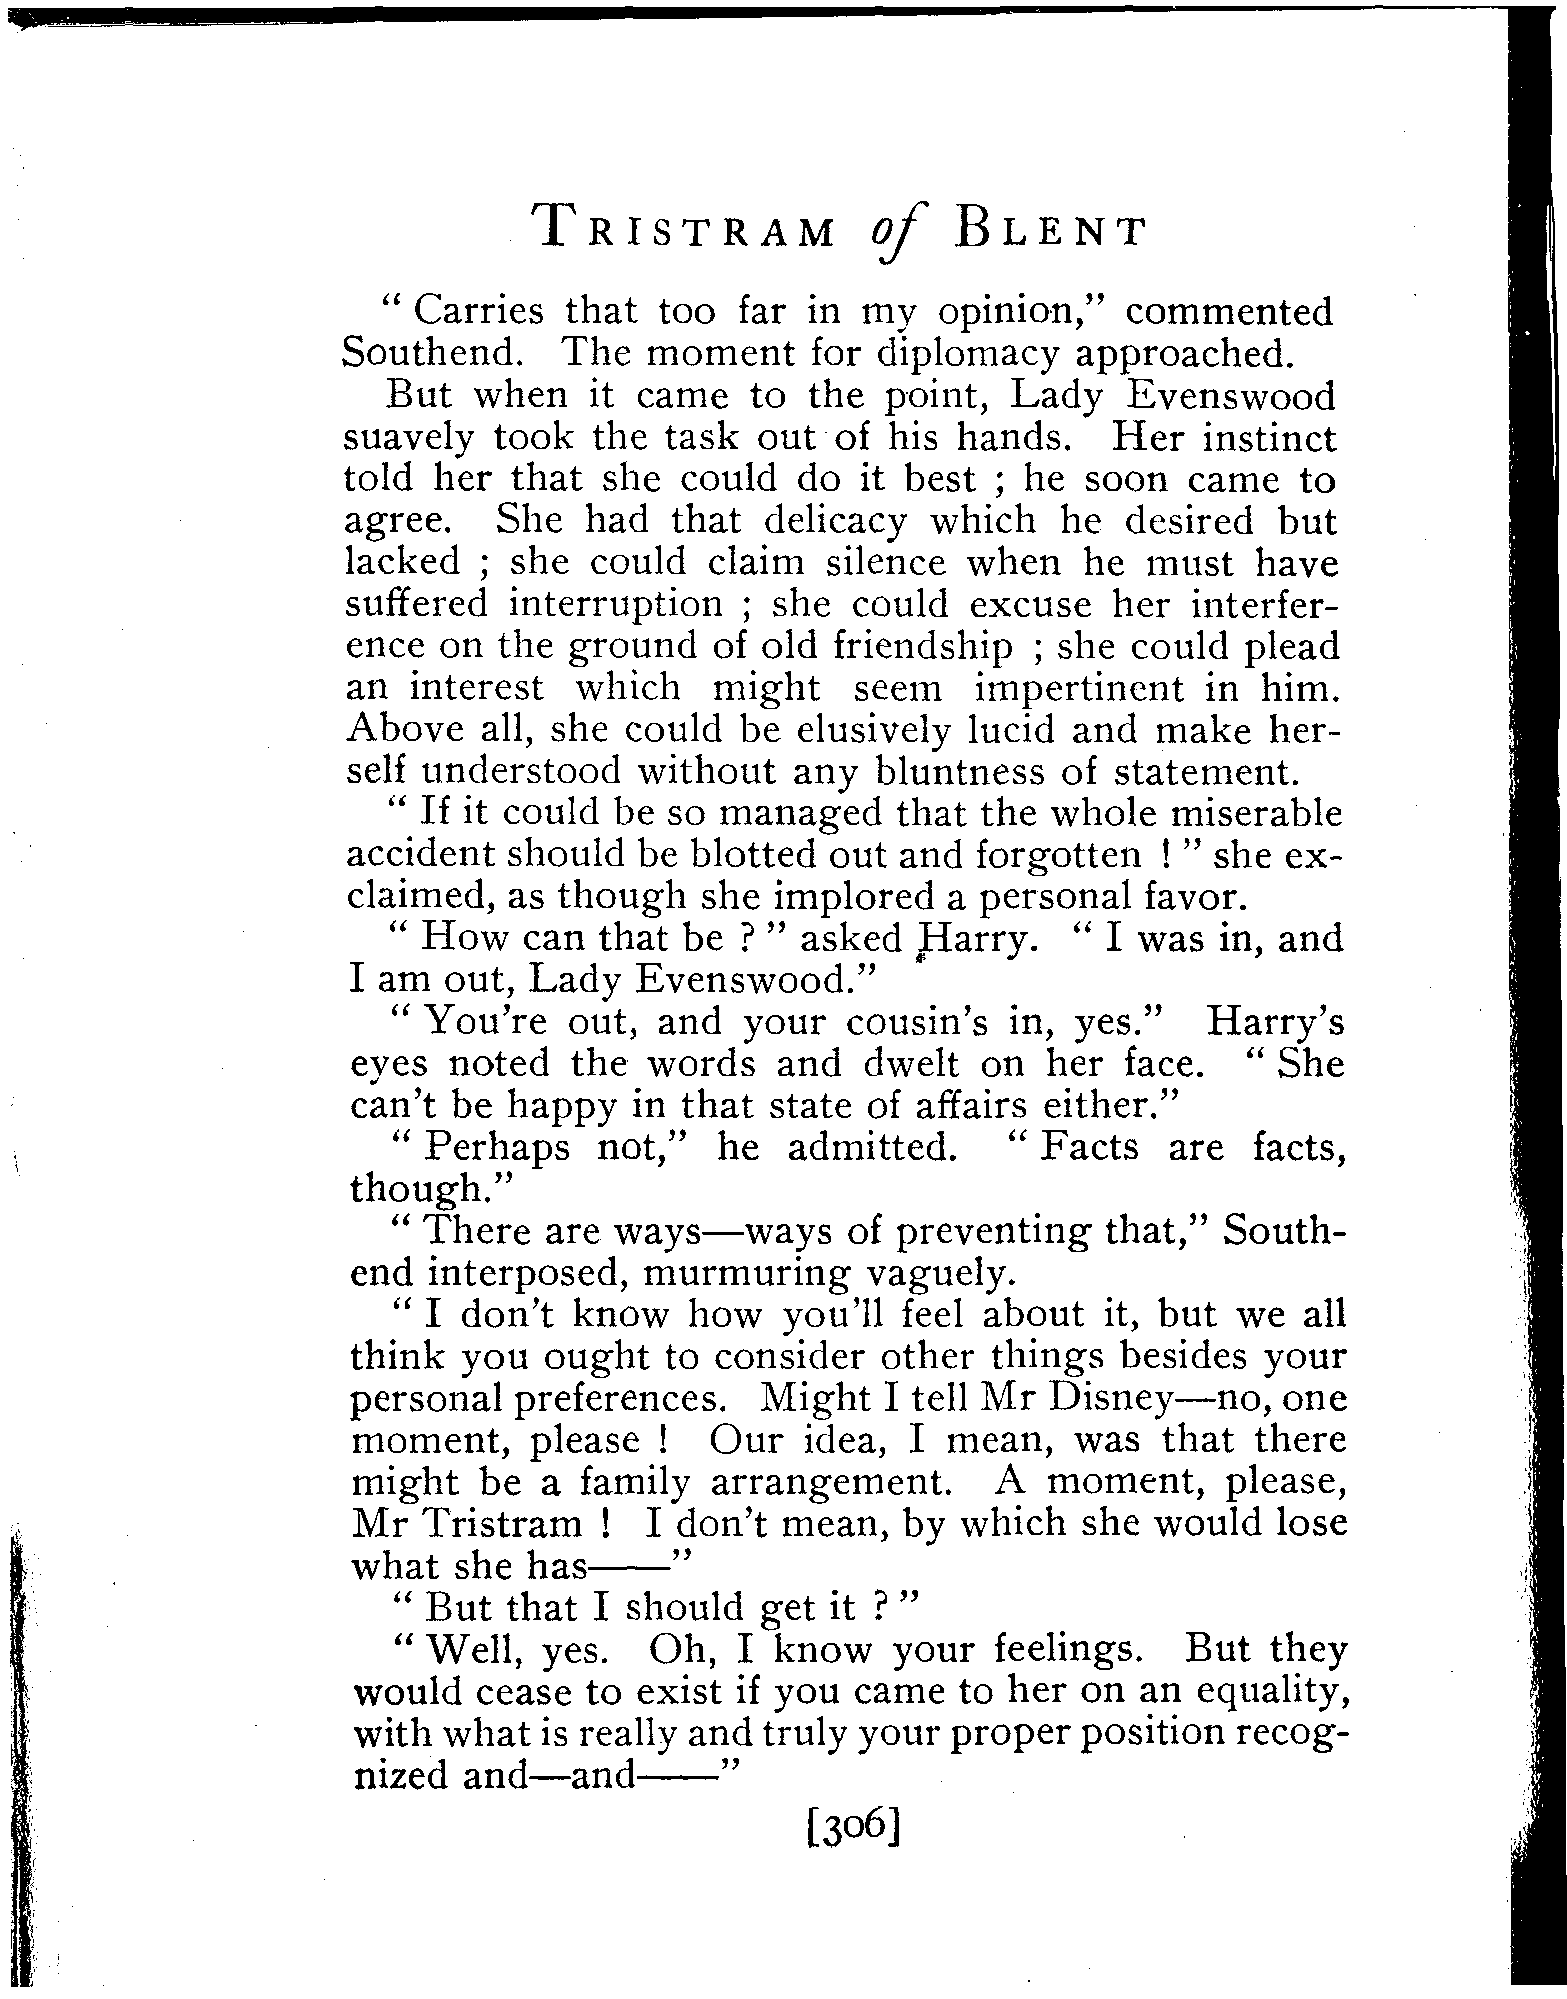 TRISTRAM of BLENT
“ Carries that too far in my opinion,” commented
Southend. The moment for diplomacy approached.
But when it came to the point, Lady Evenswood
suavely took the task out of his hands. Her instinct
told her that she could do it best ; he soon came to
agree. She had that delicacy which he desired but
lacked ; she could claim silence when he must have
suffered interruption ; she could excuse her interfer-
ence on the ground of old friendship ; she could plead
an interest which might seem impertinent in him.
Above all, she could be elusively lucid and make her-
self understood without any bluntness of statement.
“ If it could be so managed that the whole miserable
accident should be blotted out and forgotten ! ” she ex-
claimed, as though she implored a personal favor.
“ How can that be ? ” asked Harry. “ I was in, and
I am out, Lady Evenswood.”
“ You’re out, and your cousin’s in, yes.” Harry’s
eyes noted the words and dwelt on her face. “ She
can’t be happy in that state of affairs either.”
“ Perhaps not,” he admitted. “ Facts are facts,
though.”
“ There are ways—ways of preventing that,” South-
end interposed, murmuring vaguely.
“ I don’t know how you’ll feel about it, but we all
think you ought to consider other things besides your
personal preferences. Might I tell Mr Disney—no, one
moment, please ! Our idea, I mean, was that there
might be a family arrangement. A moment, please,
Mr Tristram ! I don’t mean, by which she would lose
what she has——”
“ But that I should get it ? ”
“ Well, yes. Oh, I know your feelings. But they
would cease to exist if you came to her on an equality,
with what is really and truly your proper position recog-
nized and—and——”
[306]